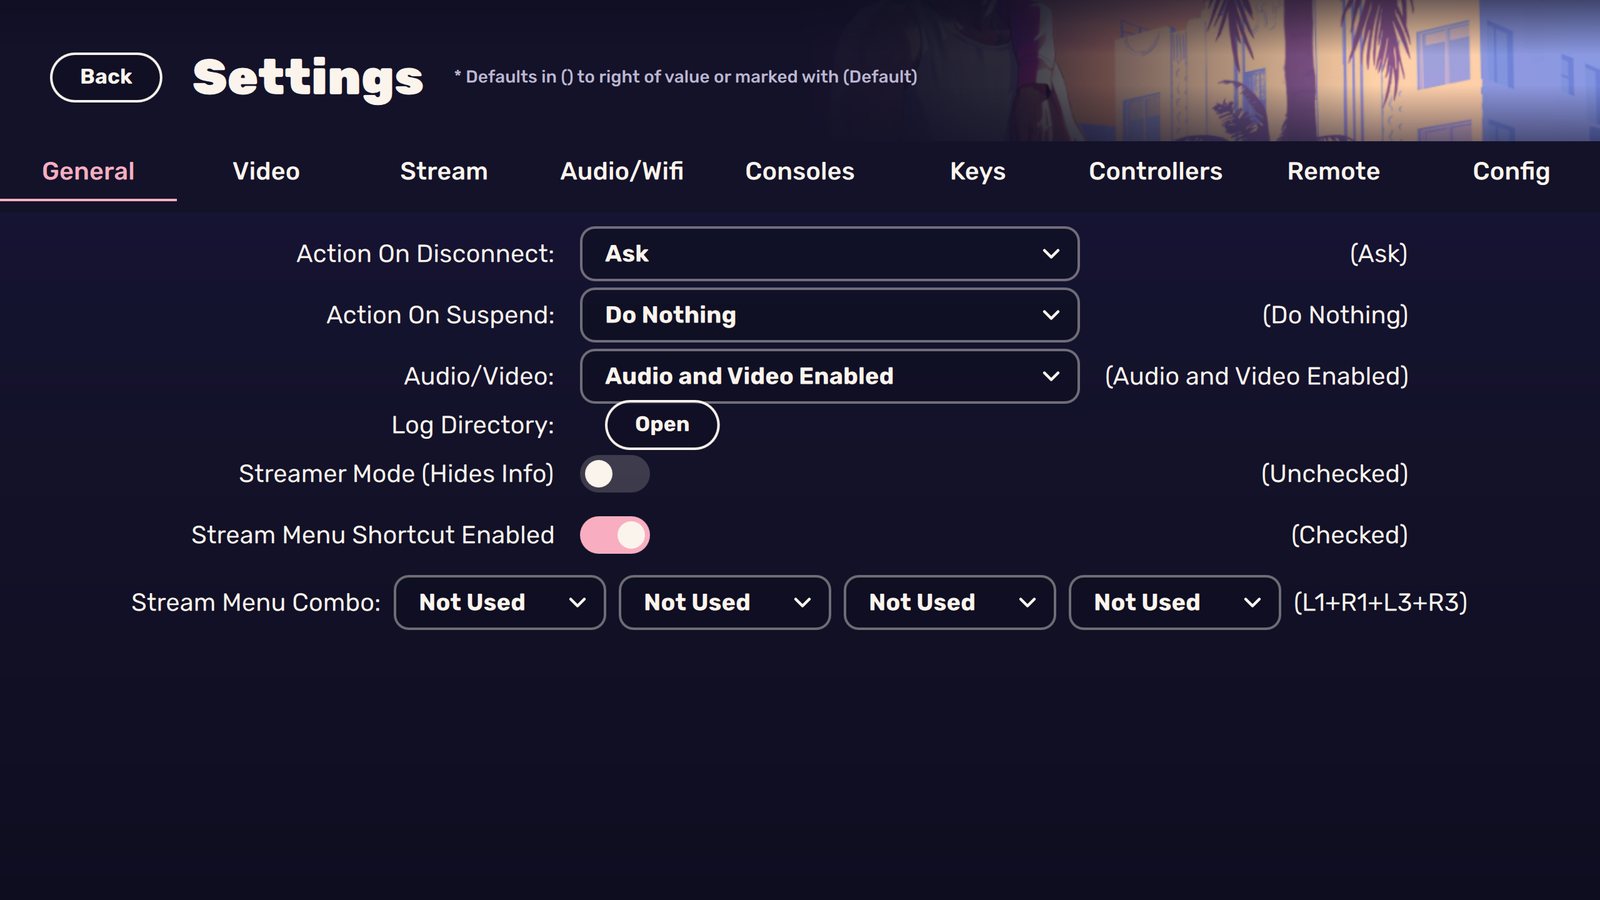 Back Settings * Defaults in () to right of value or marked with (Default)
General Video Stream Audio/Wifi Consoles Keys Controllers Remote Config
Action On Disconnect: Ask (Ask)
Action On Suspend: Do Nothing (Do Nothing)
Audio/Video: Audio and Video Enabled (Audio and Video Enabled)
Log Directory: Open
Streamer Mode (Hides Info) (Unchecked)
Stream Menu Shortcut Enabled (Checked)
Stream Menu Combo: Not Used Not Used Not Used Not Used (L1+R1+L3+R3)